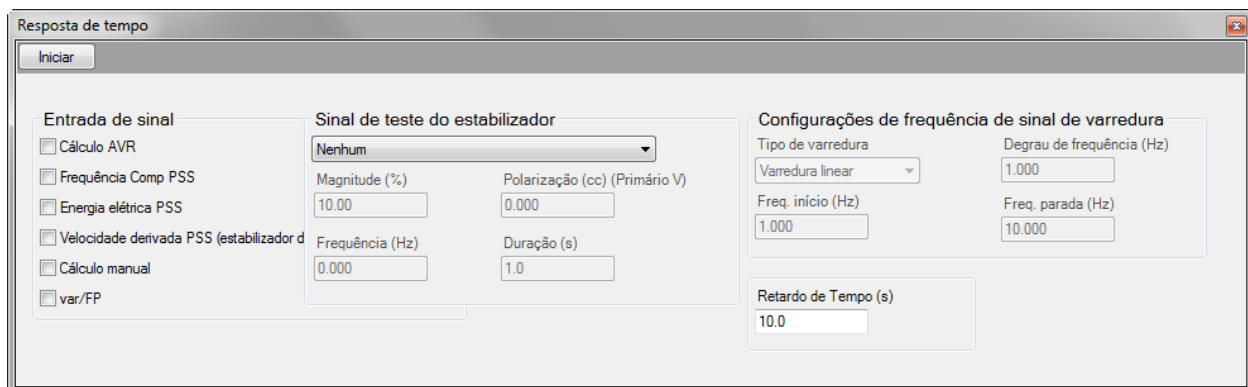 Resposta de tempo
Iniciar
Entrada de sinal
Cálculo AVR
Frequência Comp PSS
Energia elétrica PSS
Velocidade derivada PSS (estabilizador d
Cálculo manual
var/FP
Sinal de teste do estabilizador
Nenhum
Magnitude (%)
Polarização (cc) (Primário V)
10.00
0.000
Frequência (Hz)
Duração (s)
0.000
1.0
Configurações de frequência de sinal de varredura
Tipo de varredura
Degrau de frequência (Hz)
Varredura linear
1.000
Freq. início (Hz)
Freq. parada (Hz)
1.000
10.000
Retardo de Tempo (s)
10.0